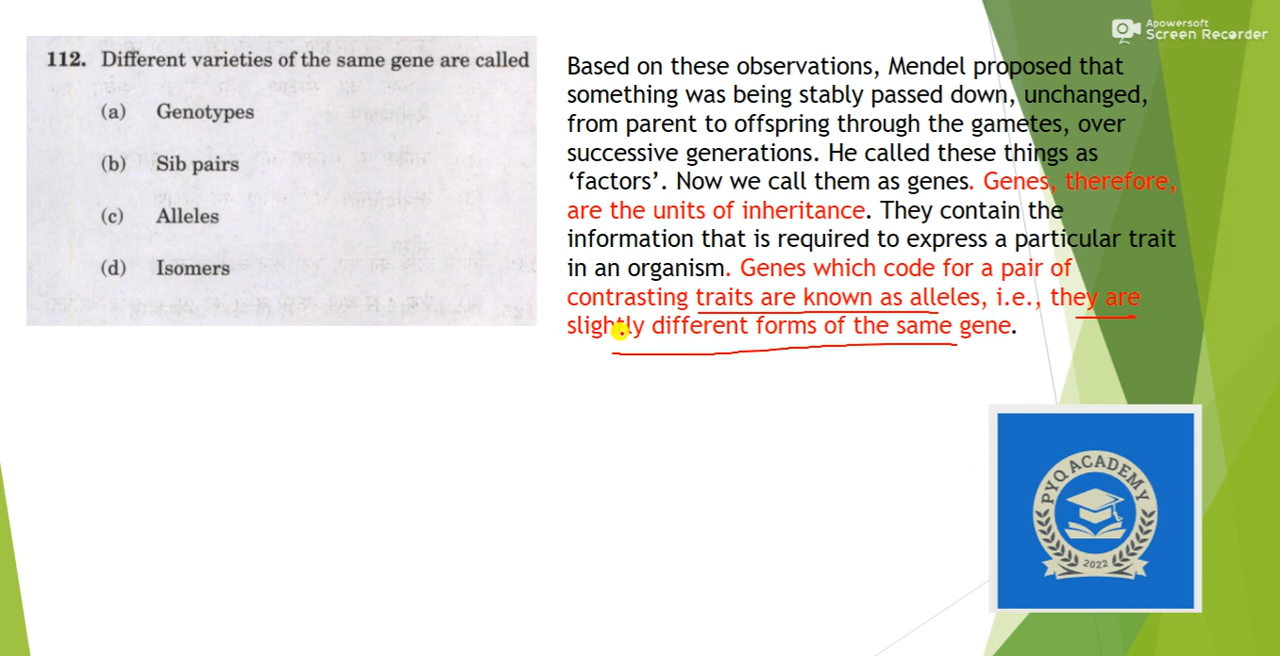 112. Different varieties of the same gene are called
(a) Genotypes
(b) Sib pairs
(c) Alleles
(d) Isomers
Based on these observations, Mendel proposed that
something was being stably passed down, unchanged,
from parent to offspring through the gametes, over
successive generations. He called these things as
‘factors’. Now we call them as genes. Genes, therefore,
are the units of inheritance. They contain the
information that is required to express a particular trait
in an organism. Genes which code for a pair of
contrasting traits are known as alleles, i.e., they are
slightly different forms of the same gene.
Apowersoft
Screen Recorder
PYQ ACADEMY
2022